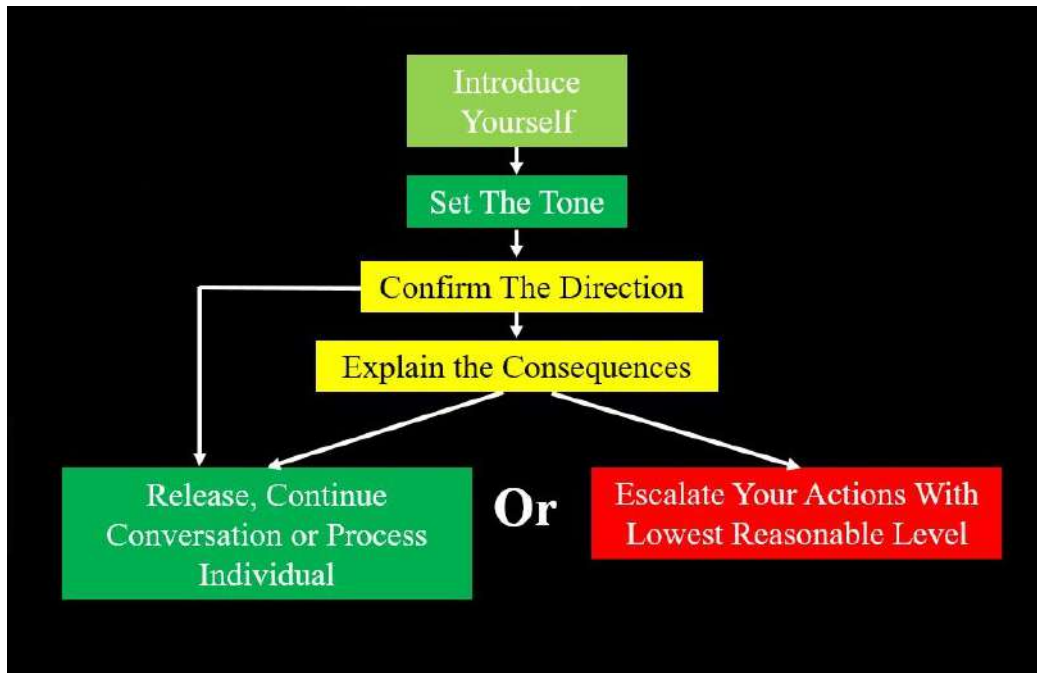 Introduce
Yourself
Set The Tone
Confirm The Direction
Explain the Consequences
Release, Continue
Conversation or Process
Individual
Or
Escalate Your Actions With
Lowest Reasonable Level